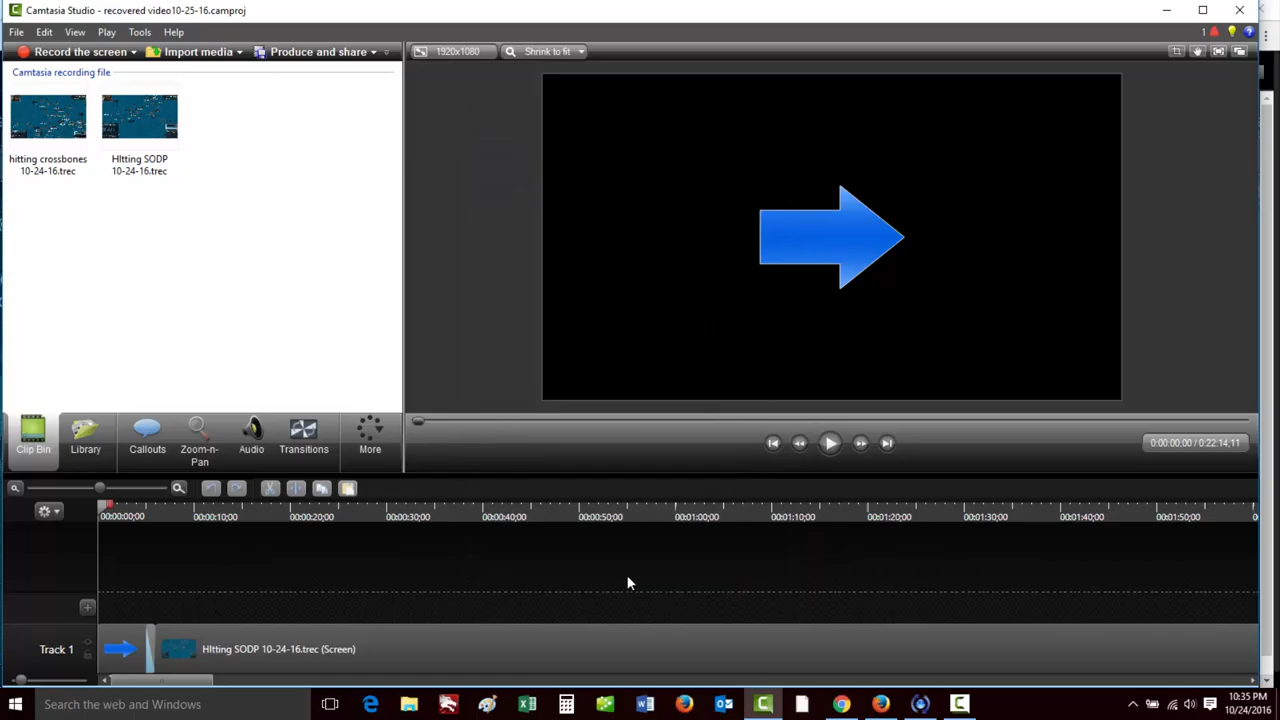 Camtasia Studio - recovered video10-25-16.camproj
File Edit View Play Tools Help
1
Record the screen Import media Produce and share
1920x1080 Shrink to fit
Camtasia recording file
hitting crossbones 10-24-16.trec
HItting SODP 10-24-16.trec
Clip Bin Library Callouts Zoom-n-Pan Audio Transitions More
0:00:00;00 / 0:22:14;11
00:00:00;00 00:00:10;00 00:00:20;00 00:00:30;00 00:00:40;00 00:00:50;00 00:01:00;00 00:01:10;00 00:01:20;00 00:01:30;00 00:01:40;00 00:01:50;00
Track 1 HItting SODP 10-24-16.trec (Screen)
Search the web and Windows
10:35 PM
10/24/2016